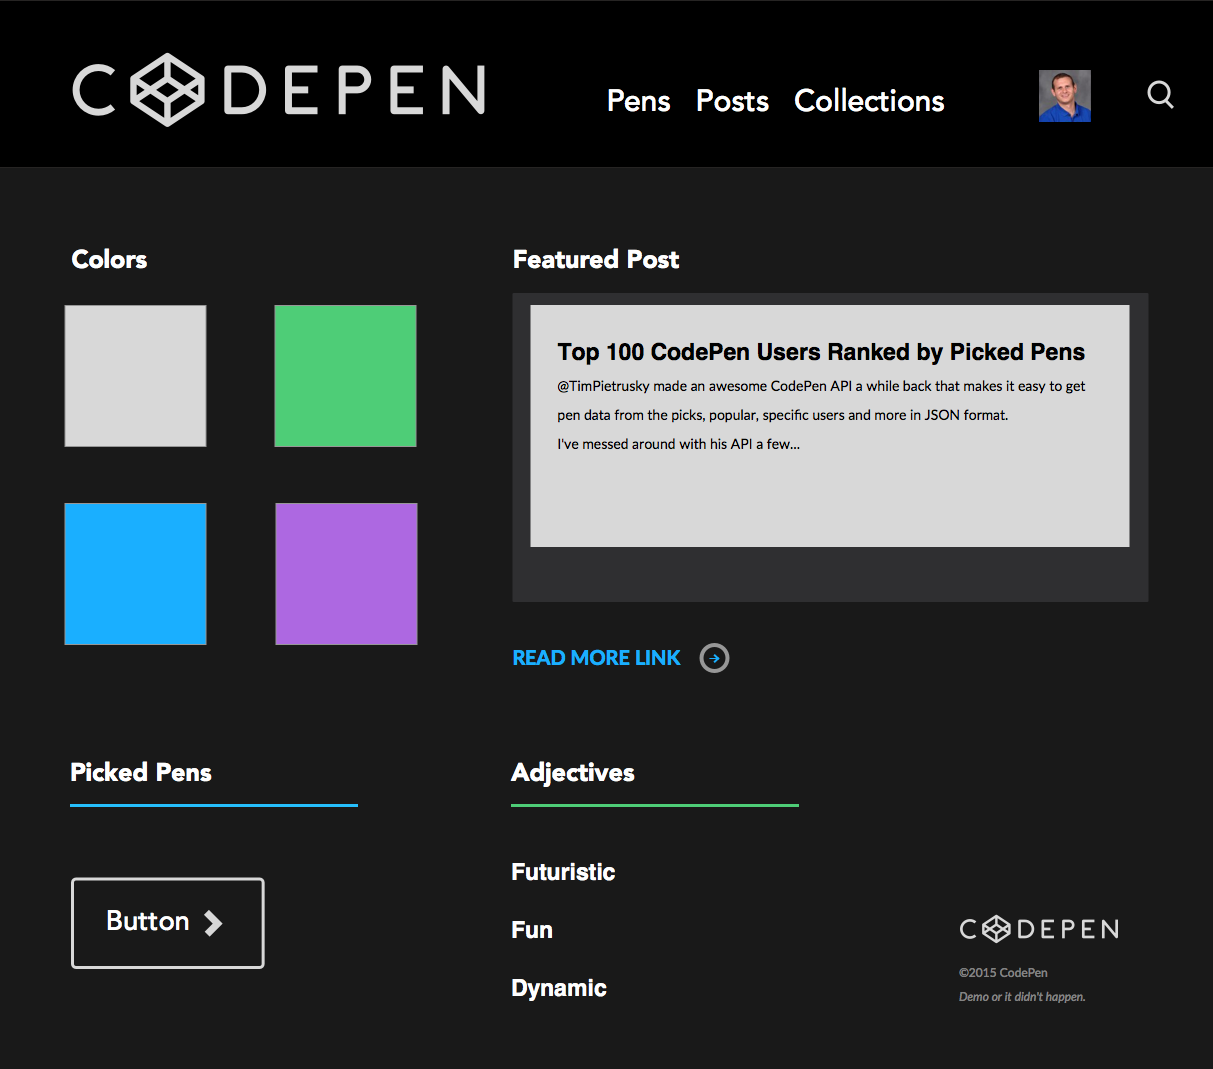 CODEPEN
Pens Posts Collections
Colors
Featured Post
Top 100 CodePen Users Ranked by Picked Pens
@TimPietrusky made an awesome CodePen API a while back that makes it easy to get
pen data from the picks, popular, specific users and more in JSON format.
I've messed around with his API a few...
READ MORE LINK
Picked Pens
Button
Adjectives
Futuristic
Fun
Dynamic
CODEPEN
©2015 CodePen
Demo or it didn't happen.